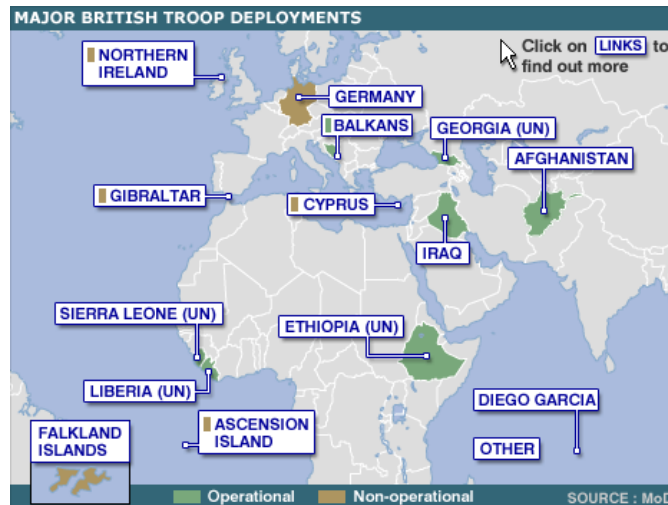 MAJOR BRITISH TROOP DEPLOYMENTS
Click on LINKS to
find out more
NORTHERN
IRELAND
GERMANY
BALKANS
GEORGIA (UN)
AFGHANISTAN
GIBRALTAR
CYPRUS
IRAQ
SIERRA LEONE (UN)
ETHIOPIA (UN)
LIBERIA (UN)
DIEGO GARCIA
ASCENSION
ISLAND
FALKLAND
ISLANDS
OTHER
Operational
Non-operational
SOURCE : MoD